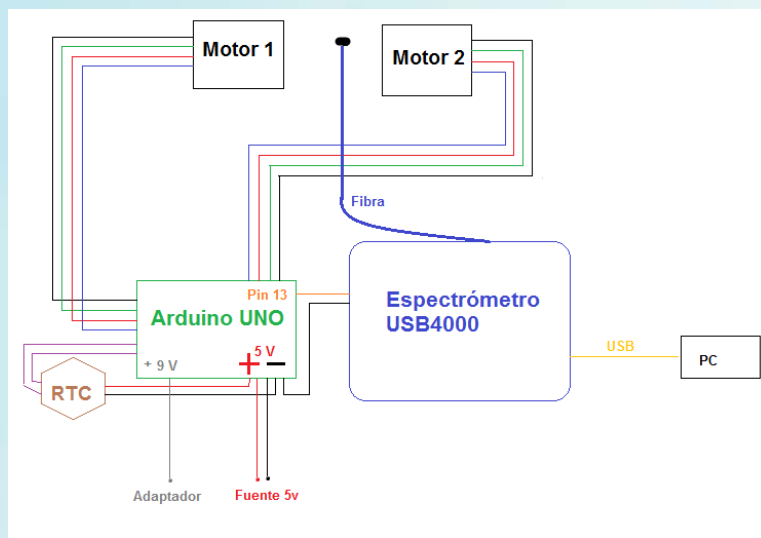 Motor 1
Motor 2
Fibra
Pin 13
Arduino UNO
5 V
+ 9 V
+ −
RTC
Espectrómetro
USB4000
USB
PC
Adaptador
Fuente 5v